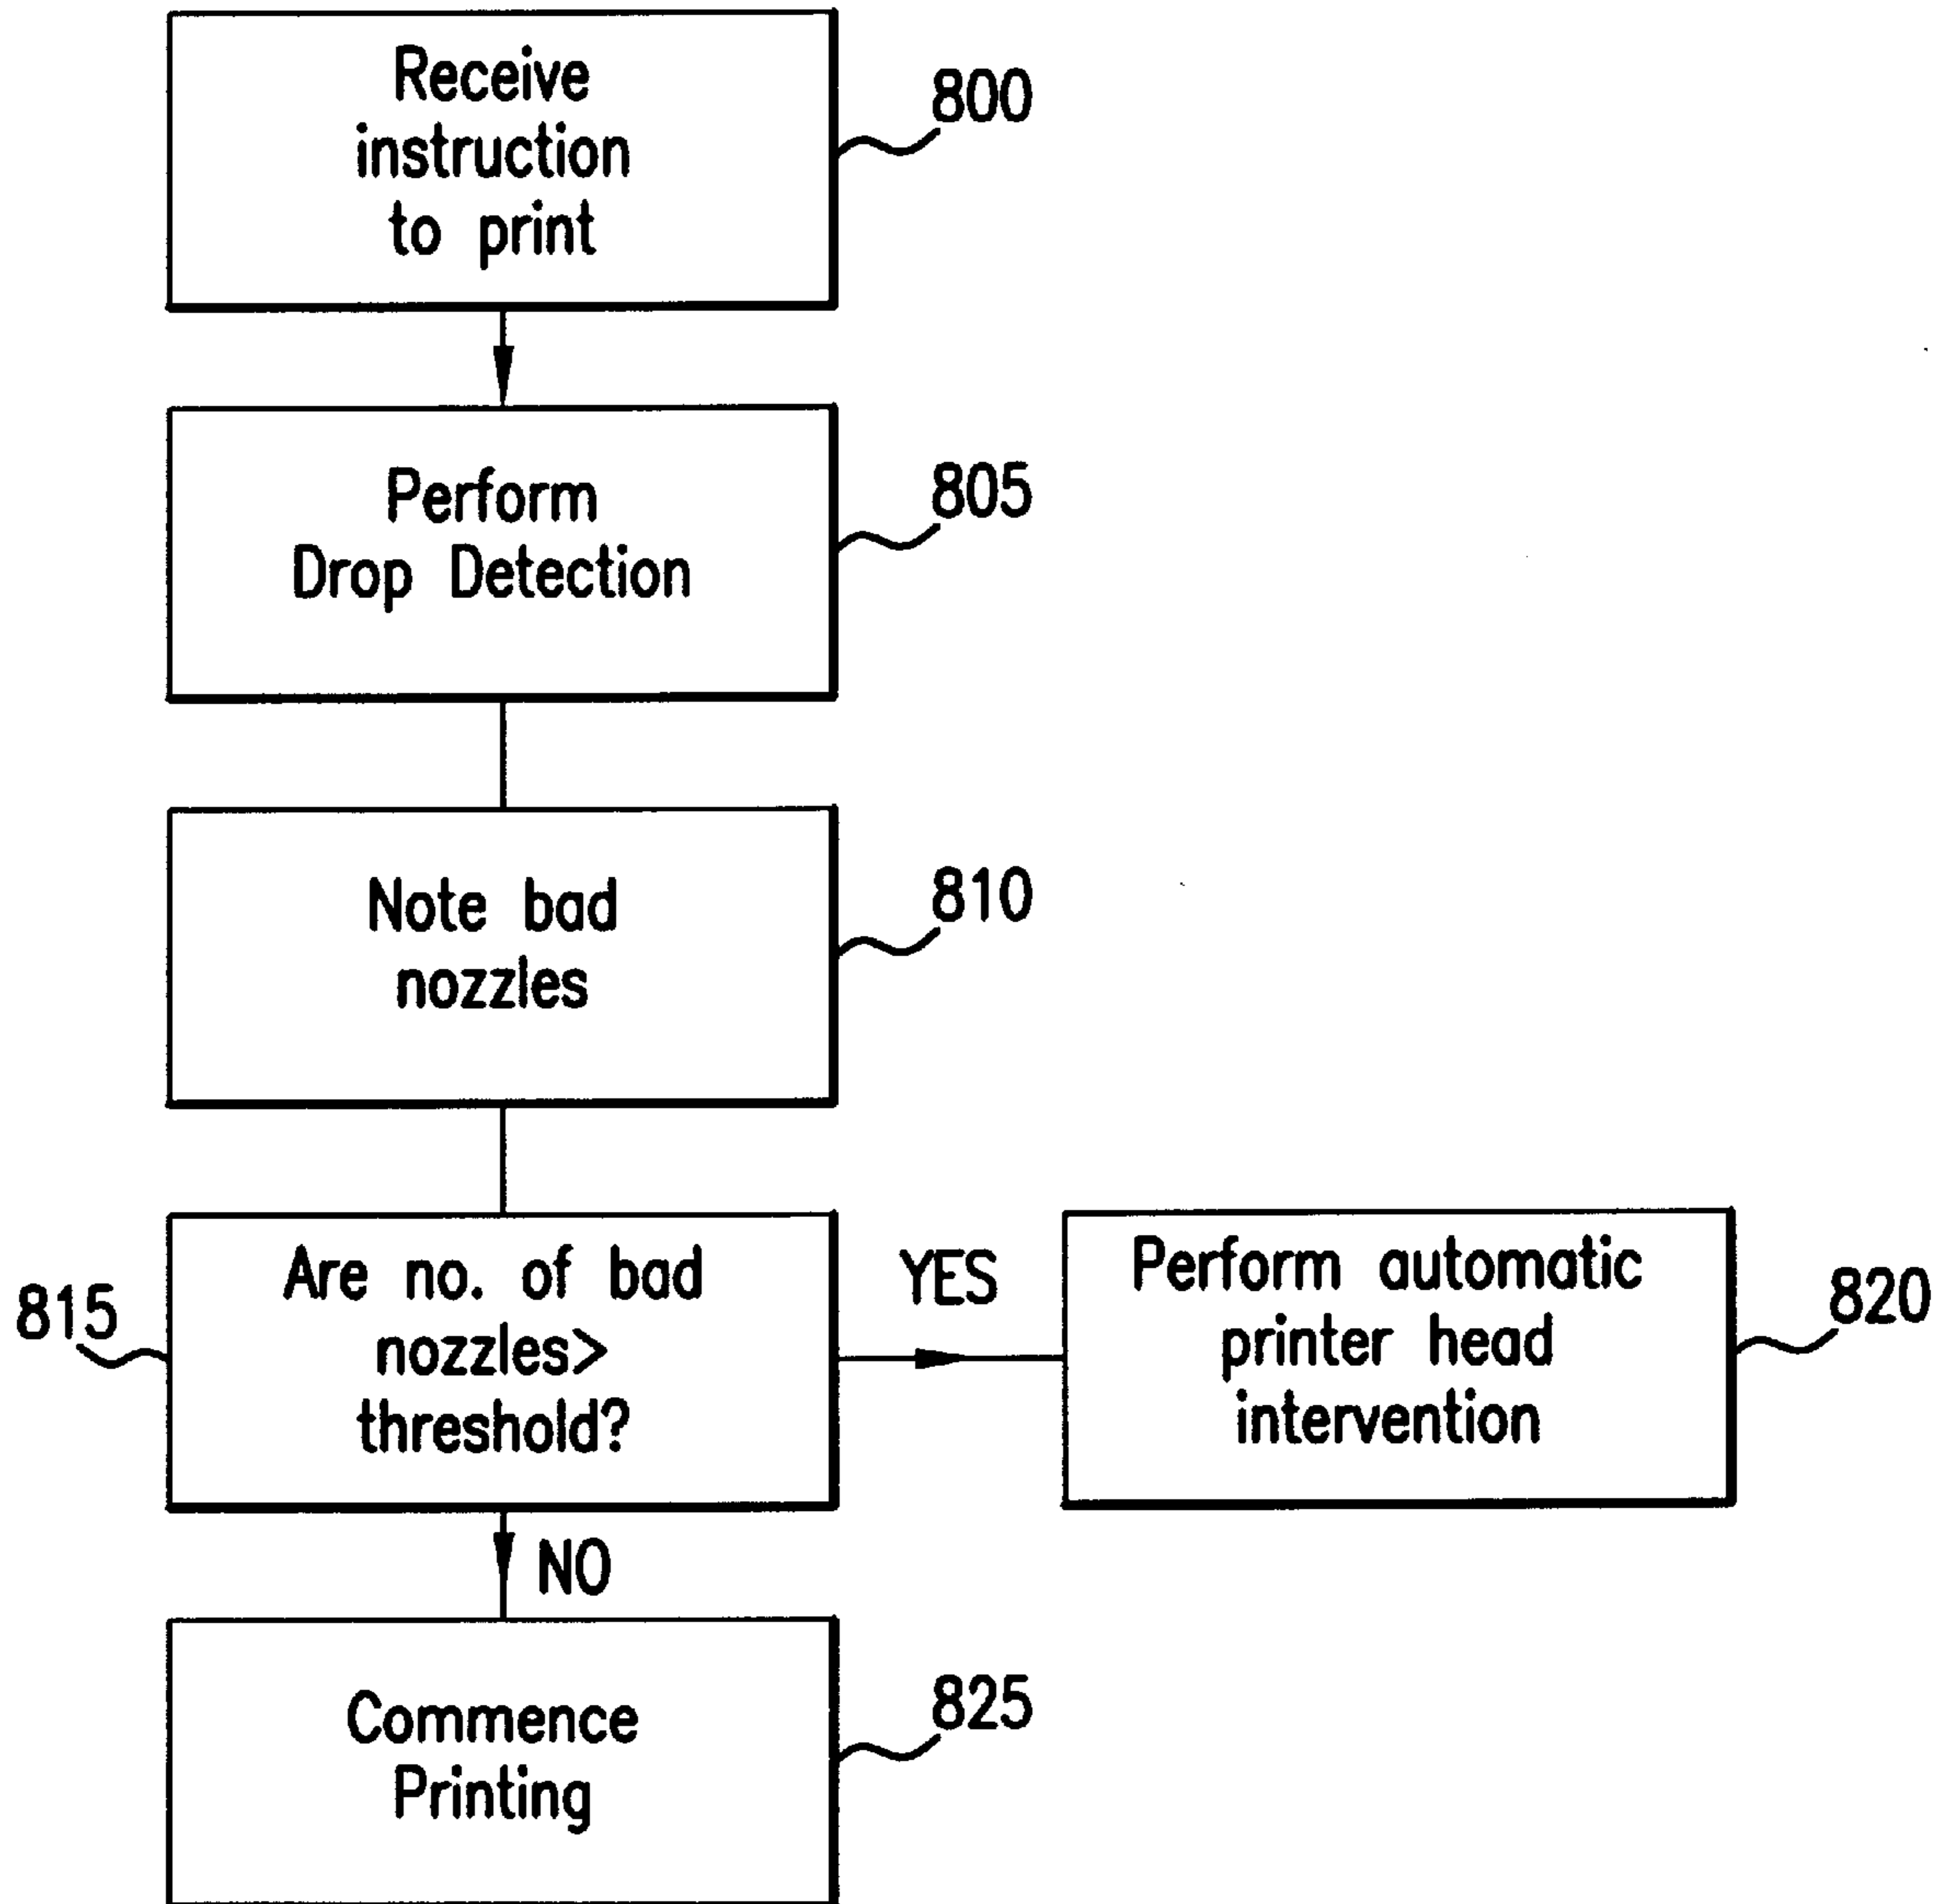 Receive
instruction
to print
800
Perform
Drop Detection
805
Note bad
nozzles
810
Are no. of bad
nozzles>
threshold?
815
YES
Perform automatic
printer head
intervention
820
NO
Commence
Printing
825